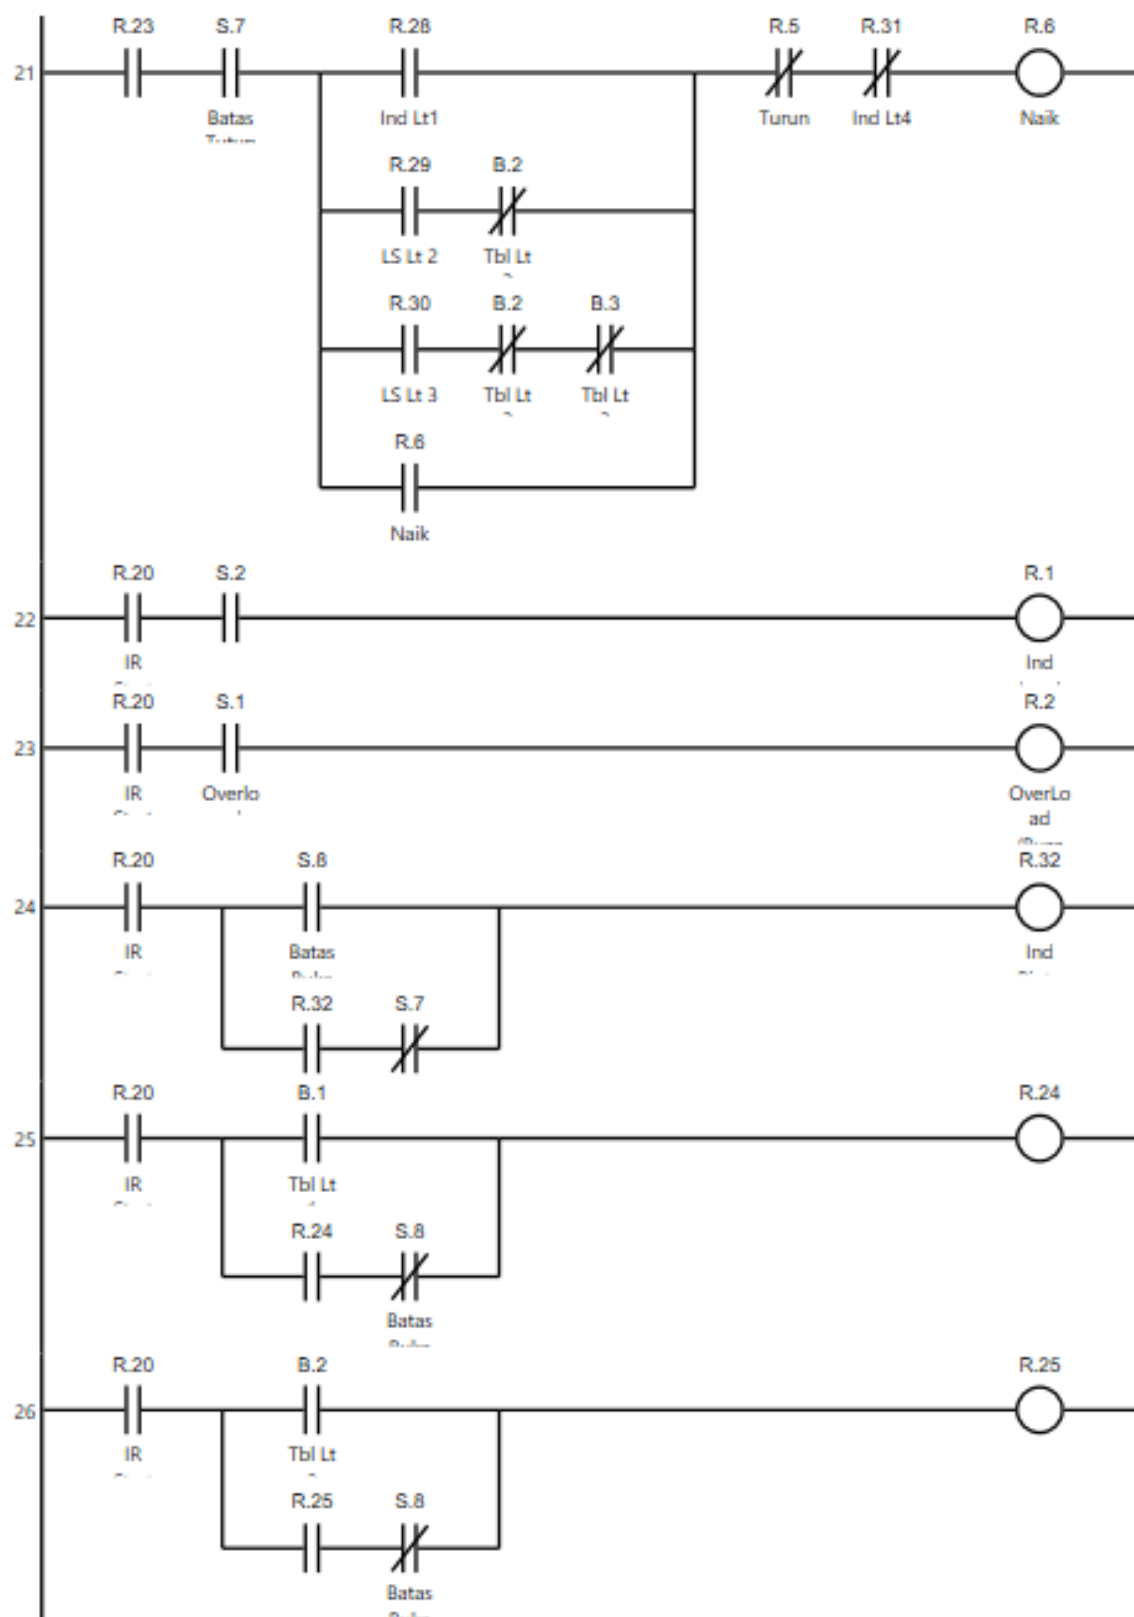 R.23 S.7 R.28 R.5 R.31 R.6
21
Batas Ind Lt1 Turun Ind Lt4 Naik
R.29 B.2
LS Lt 2 Tbl Lt
R.30 B.2 B.3
LS Lt 3 Tbl Lt Tbl Lt
R.6
Naik
R.20 S.2 R.1
22
IR Ind
R.20 S.1 R.2
23
IR Overlo OverLo
ad
R.20 S.8 R.32
24
IR Batas Ind
R.32 S.7
R.20 B.1 R.24
25
IR Tbl Lt
R.24 S.8
Batas
R.20 B.2 R.25
26
IR Tbl Lt
R.25 S.8
Batas